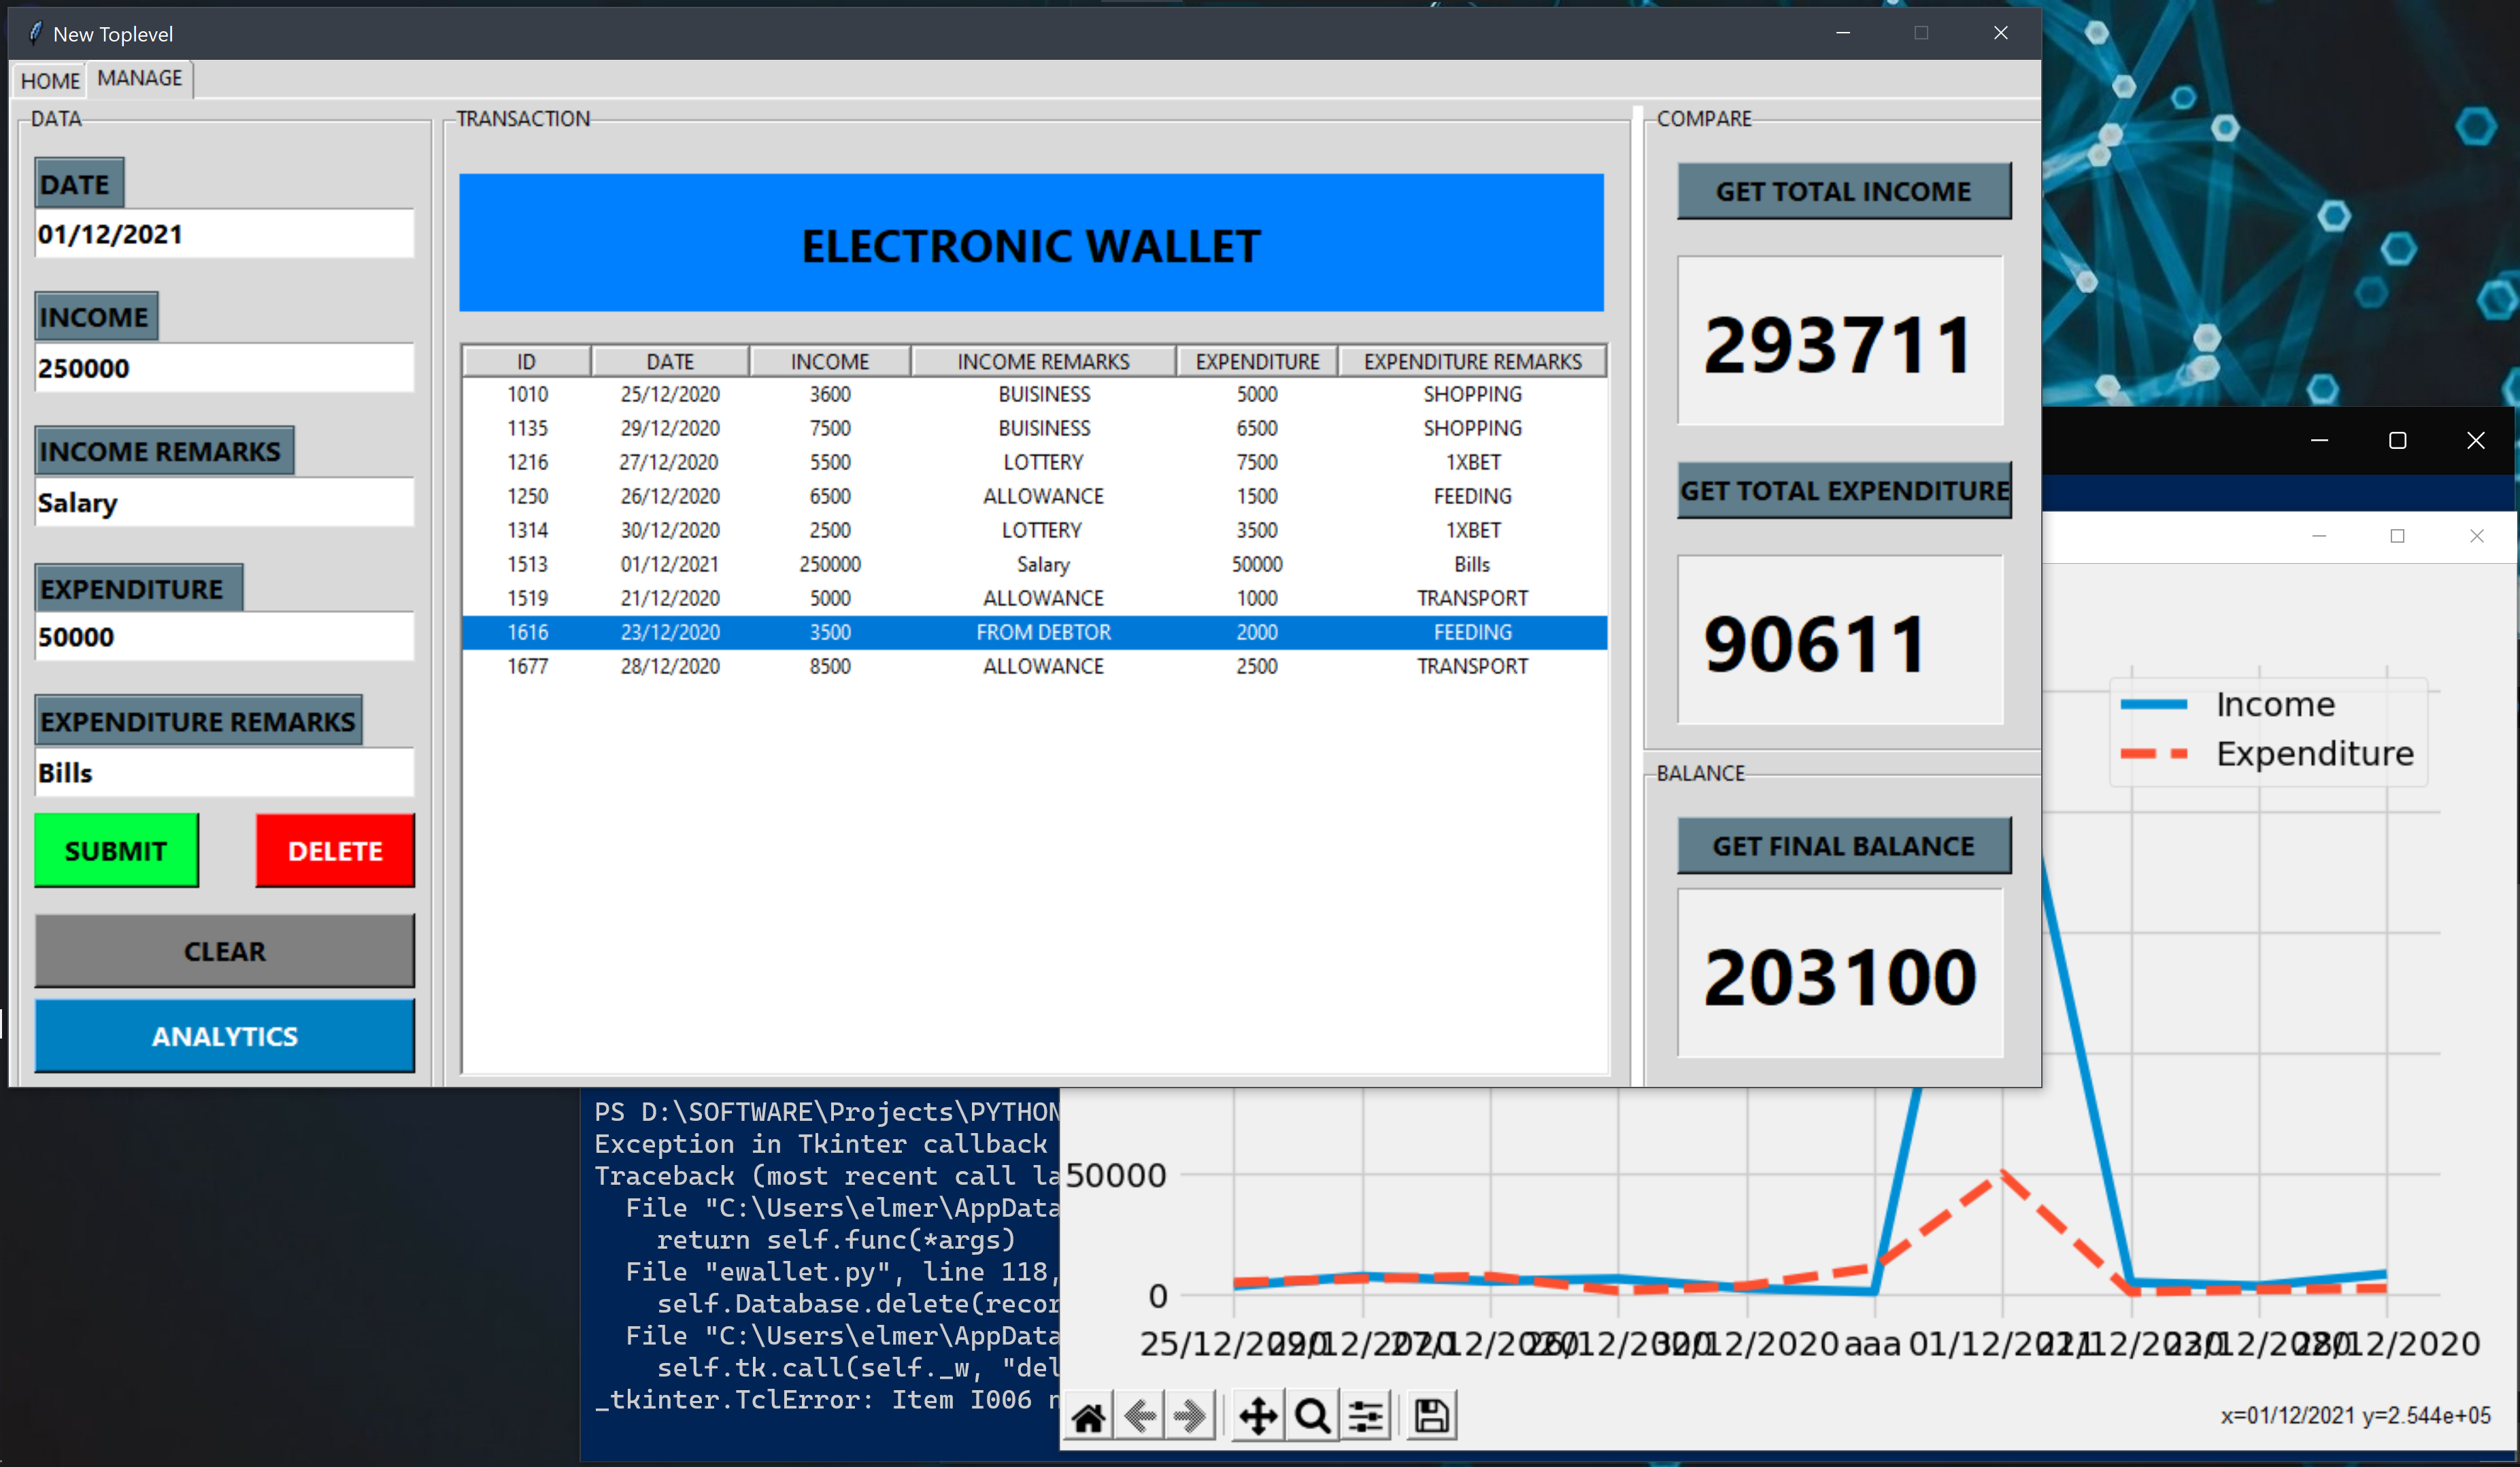 New Toplevel
HOME MANAGE
DATA
DATE
01/12/2021
INCOME
250000
INCOME REMARKS
Salary
EXPENDITURE
50000
EXPENDITURE REMARKS
Bills
SUBMIT DELETE
CLEAR
ANALYTICS
TRANSACTION
ELECTRONIC WALLET
ID DATE INCOME INCOME REMARKS EXPENDITURE EXPENDITURE REMARKS
1010 25/12/2020 3600 BUISINESS 5000 SHOPPING
1135 29/12/2020 7500 BUISINESS 6500 SHOPPING
1216 27/12/2020 5500 LOTTERY 7500 1XBET
1250 26/12/2020 6500 ALLOWANCE 1500 FEEDING
1314 30/12/2020 2500 LOTTERY 3500 1XBET
1513 01/12/2021 250000 Salary 50000 Bills
1519 21/12/2020 5000 ALLOWANCE 1000 TRANSPORT
1616 23/12/2020 3500 FROM DEBTOR 2000 FEEDING
1677 28/12/2020 8500 ALLOWANCE 2500 TRANSPORT
COMPARE
GET TOTAL INCOME
293711
GET TOTAL EXPENDITURE
90611
BALANCE
GET FINAL BALANCE
203100
Income
Expenditure
PS D:\SOFTWARE\Projects\PYTHON
Exception in Tkinter callback
Traceback (most recent call la
File "C:\Users\elmer\AppData
return self.func(*args)
File "ewallet.py", line 118,
self.Database.delete(recor
File "C:\Users\elmer\AppData
self.tk.call(self._w, "del
_tkinter.TclError: Item I006 n
50000
0
25/12/2020 29/12/2020 27/12/2020 26/12/2020 30/12/2020 aaa 01/12/2021 21/12/2020 23/12/2020 28/12/2020
x=01/12/2021 y=2.544e+05